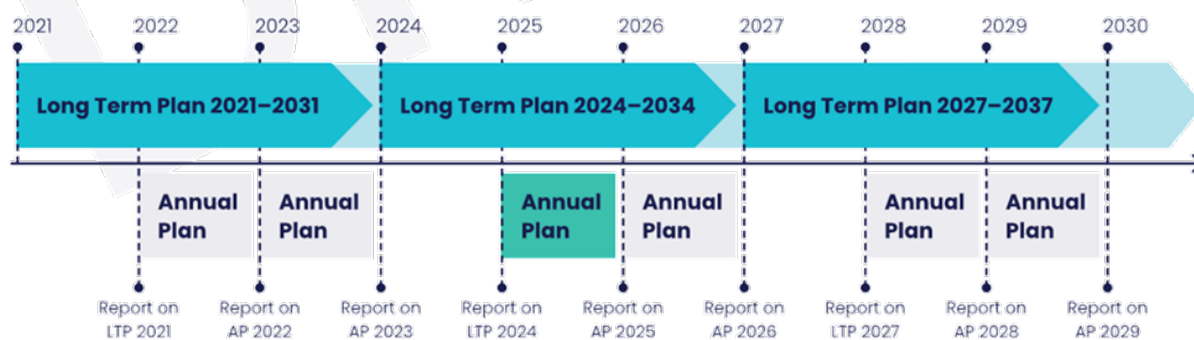 2021 2022 2023 2024 2025 2026 2027 2028 2029 2030
Long Term Plan 2021–2031 Long Term Plan 2024–2034 Long Term Plan 2027–2037
Annual Annual Annual Annual Annual Annual
Plan Plan Plan Plan Plan Plan
Report on Report on Report on Report on Report on Report on Report on Report on Report on
LTP 2021 AP 2022 AP 2023 LTP 2024 AP 2025 AP 2026 LTP 2027 AP 2028 AP 2029